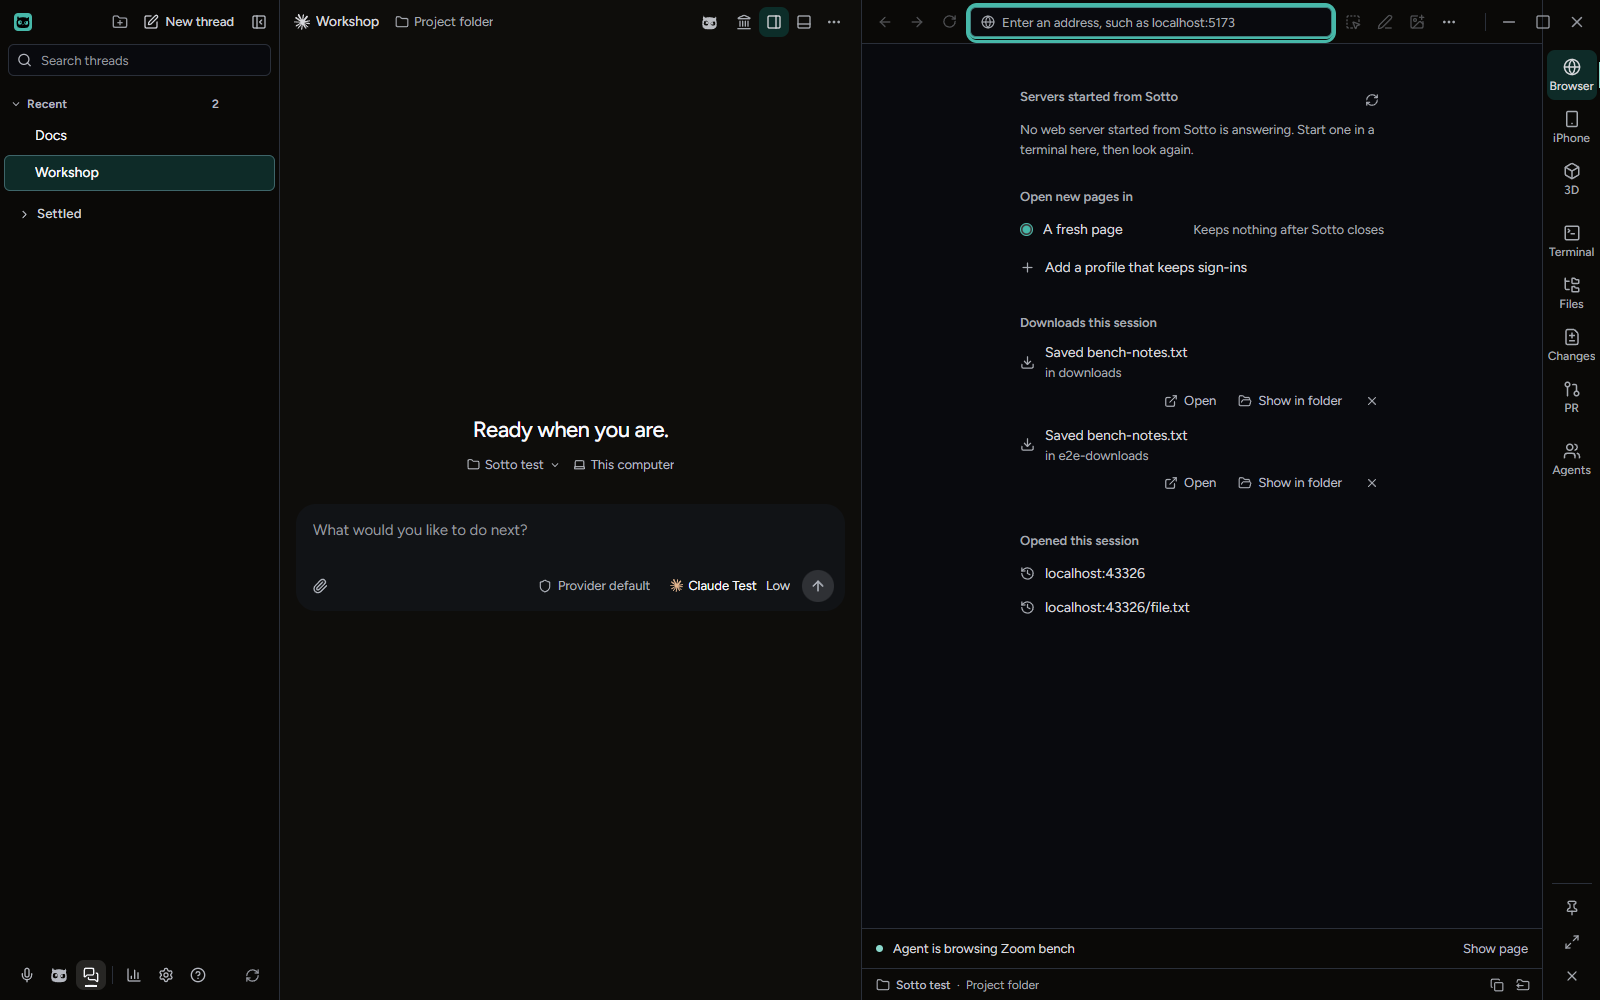 New thread
Search threads
Recent 2
Docs
Workshop
Settled
Workshop Project folder
Ready when you are.
Sotto test This computer
What would you like to do next?
Provider default Claude Test Low
Enter an address, such as localhost:5173
Servers started from Sotto
No web server started from Sotto is answering. Start one in a
terminal here, then look again.
Open new pages in
A fresh page Keeps nothing after Sotto closes
Add a profile that keeps sign-ins
Downloads this session
Saved bench-notes.txt
in downloads
Open Show in folder
Saved bench-notes.txt
in e2e-downloads
Open Show in folder
Opened this session
localhost:43326
localhost:43326/file.txt
Agent is browsing Zoom bench Show page
Sotto test · Project folder
Browser
iPhone
3D
Terminal
Files
Changes
PR
Agents